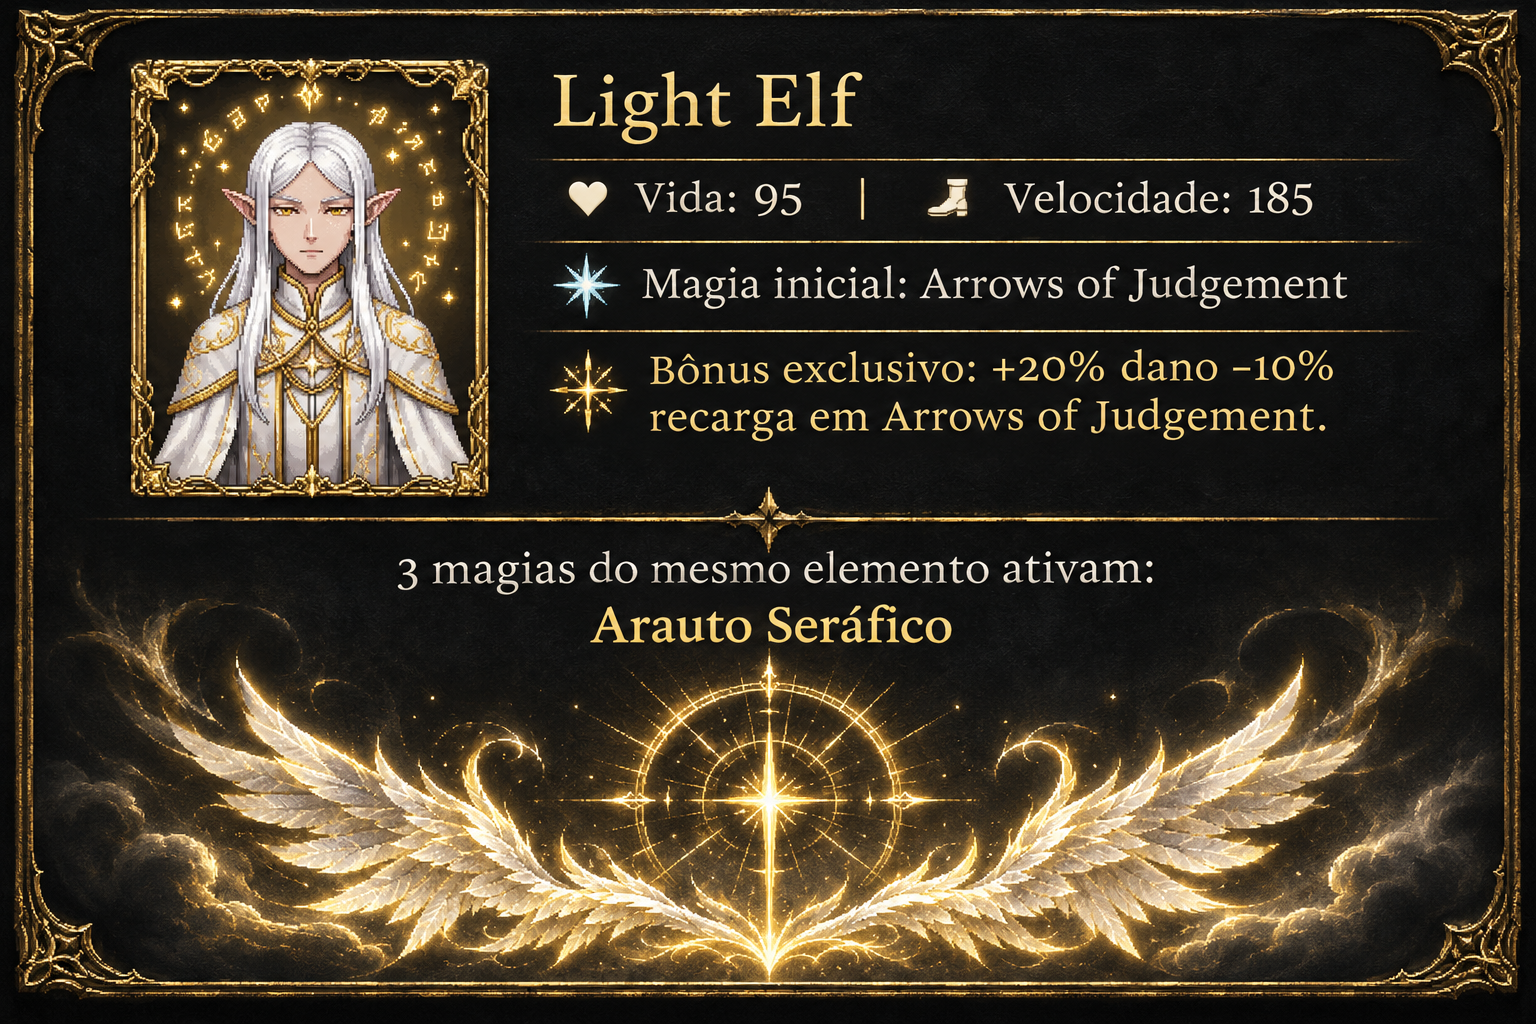 Light Elf
Vida: 95 | Velocidade: 185
Magia inicial: Arrows of Judgement
Bônus exclusivo: +20% dano –10%
recarga em Arrows of Judgement.
3 magias do mesmo elemento ativam:
Arauto Seráfico